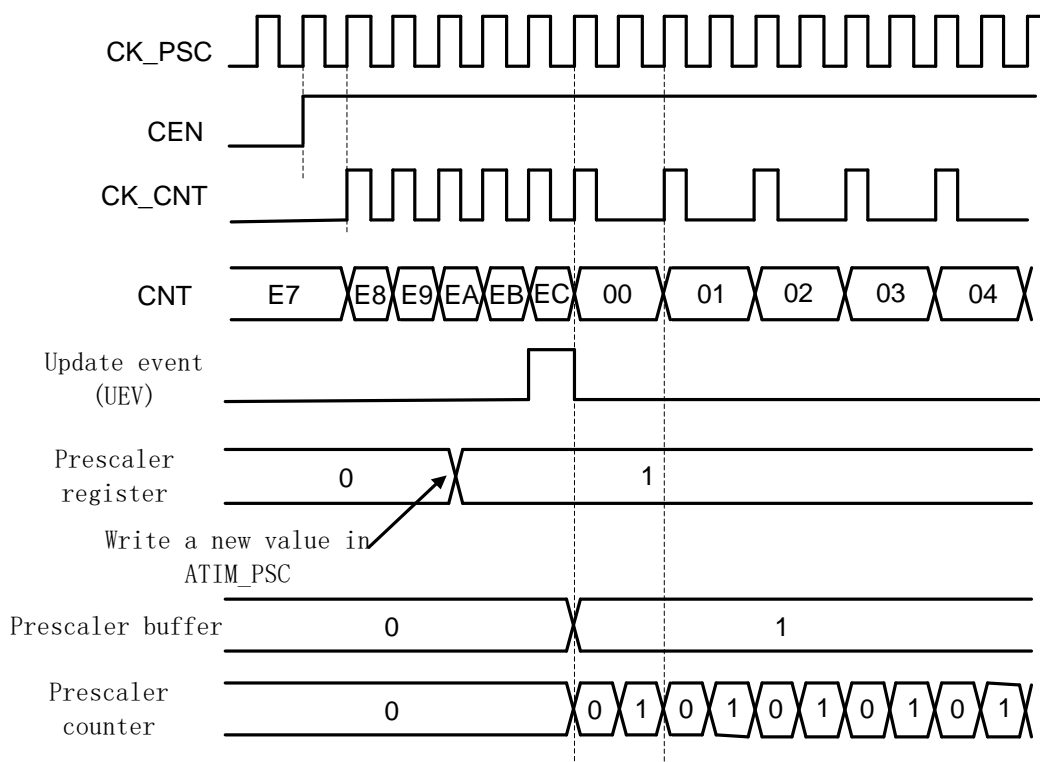 CK_PSC
CEN
CK_CNT
CNT
E7 E8 E9 EA EB EC 00 01 02 03 04
Update event
(UEV)
Prescaler
register
0 1
Write a new value in
ATIM_PSC
Prescaler buffer
0 1
Prescaler
counter
0 0 1 0 1 0 1 0 1 0 1